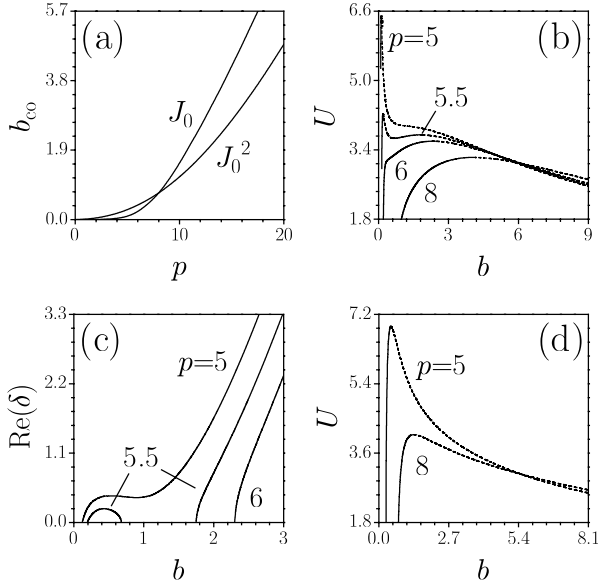 5.7
(a)
3.8
b_co
J_0
1.9
J_0^2
0.0
0
10
20
p
6.6
(b)
p=5
5.0
5.5
U
3.4
6
8
1.8
0
3
6
9
b
3.3
(c)
p=5
2.2
Re(δ)
1.1
5.5
6
0.0
0
1
2
3
b
7.2
(d)
5.4
p=5
U
3.6
8
1.8
0.0
2.7
5.4
8.1
b